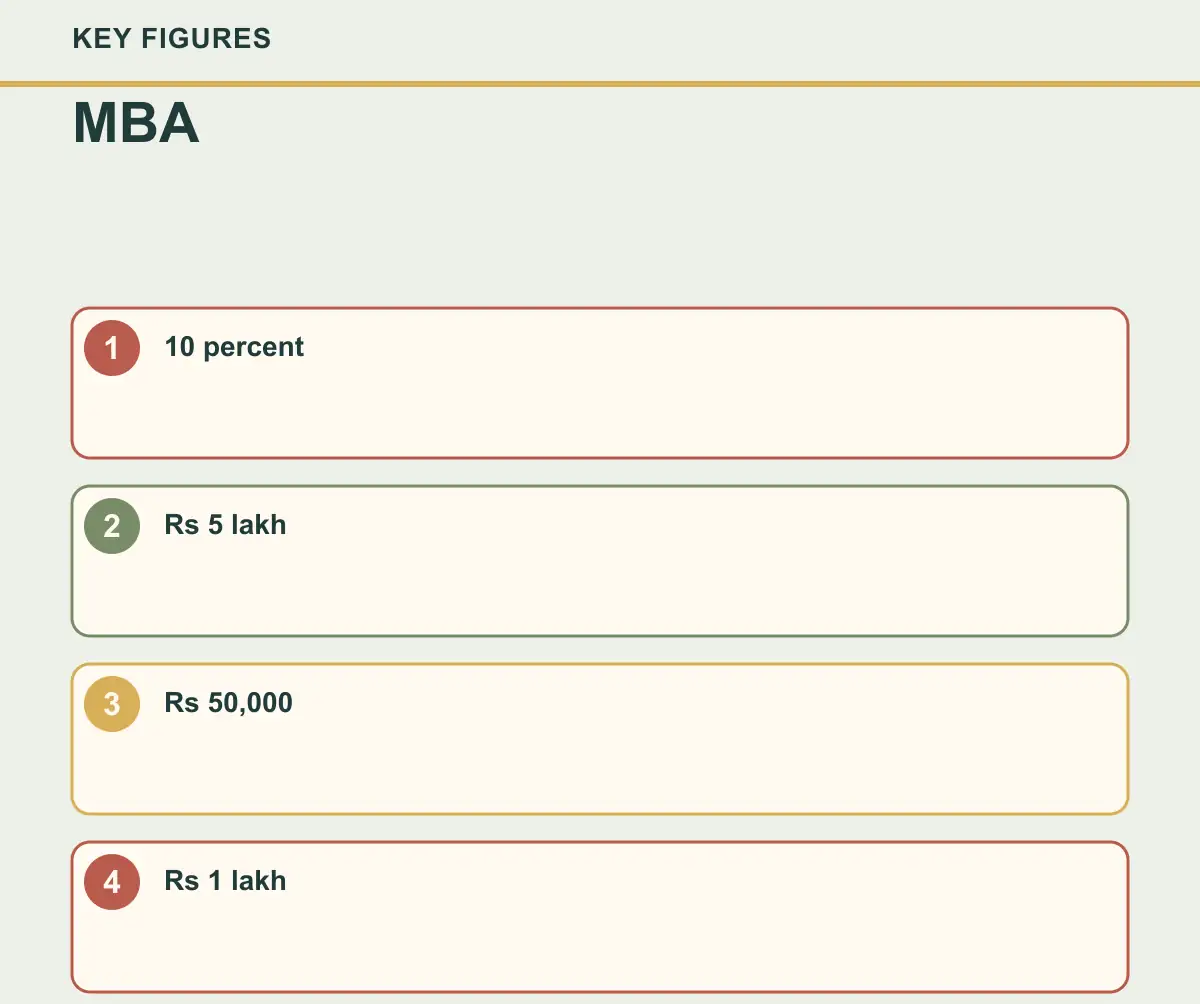 KEY FIGURES
MBA
1 10 percent
2 Rs 5 lakh
3 Rs 50,000
4 Rs 1 lakh